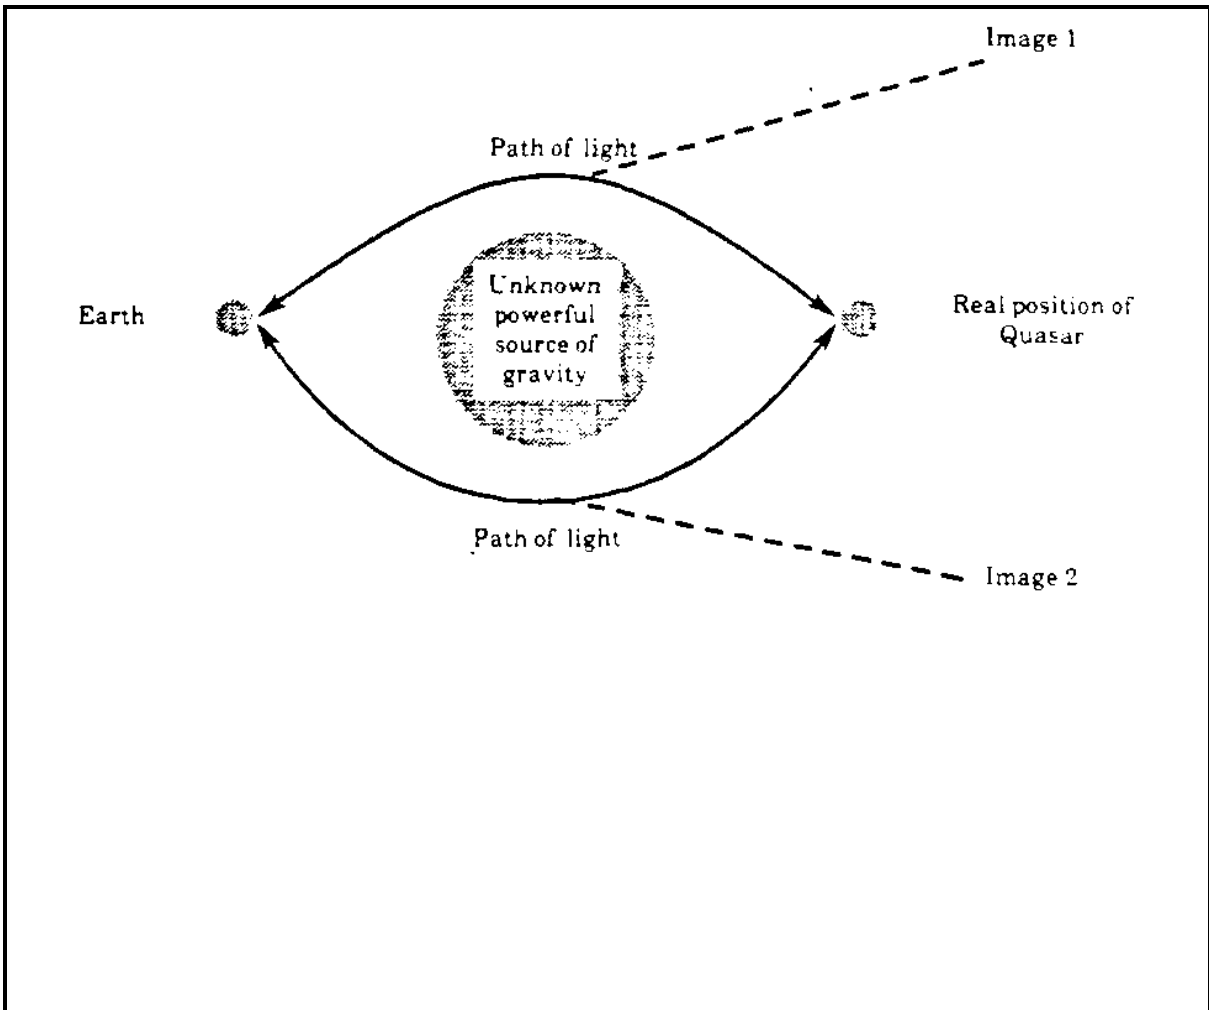 Image 1
Path of light
Unknown
powerful
source of
gravity
Earth
Real position of
Quasar
Path of light
Image 2